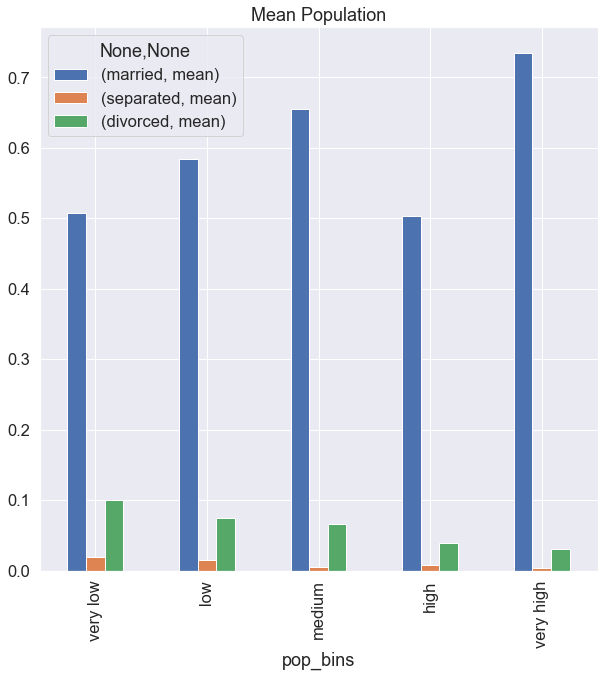 Mean Population
None,None
(married, mean)
(separated, mean)
(divorced, mean)
0.7
0.6
0.5
0.4
0.3
0.2
0.1
0.0
very low
low
medium
high
very high
pop_bins